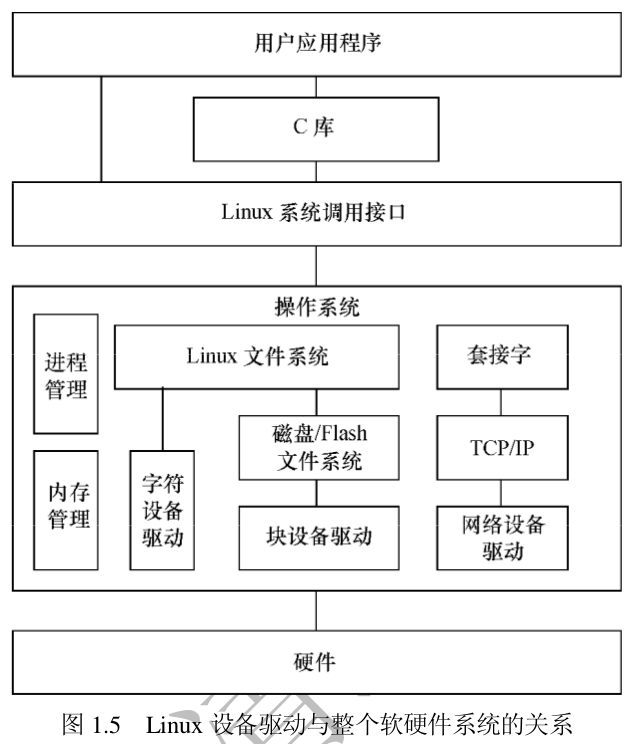 用户应用程序
C 库
Linux 系统调用接口
操作系统
进程
管理
Linux 文件系统
套接字
磁盘/Flash
文件系统
TCP/IP
内存
管理
字符
设备
驱动
块设备驱动
网络设备
驱动
硬件
图 1.5 Linux 设备驱动与整个软硬件系统的关系